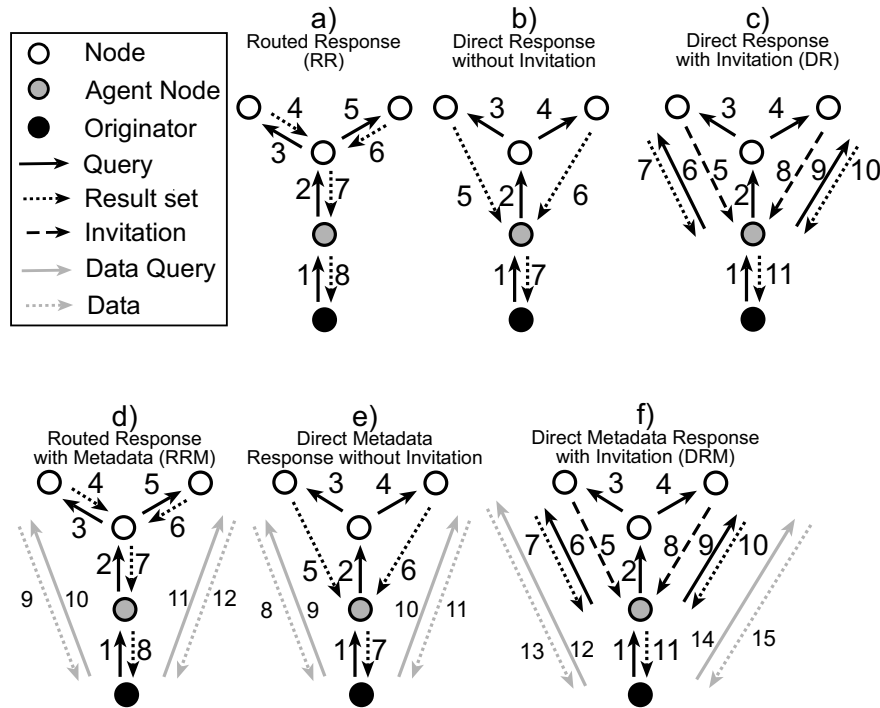 Node
Agent Node
Originator
Query
Result set
Invitation
Data Query
Data
a)
Routed Response
(RR)
4 5
3 6
2 7
1 8
b)
Direct Response
without Invitation
3 4
5 2 6
1 7
c)
Direct Response
with Invitation (DR)
3 4
7 6 5 8 9 10
2
1 11
d)
Routed Response
with Metadata (RRM)
4 5
3 6
2 7
9 10 11 12
1 8
e)
Direct Metadata
Response without Invitation
3 4
5 2 6
8 9 10 11
1 7
f)
Direct Metadata Response
with Invitation (DRM)
3 4
7 6 5 8 9 10
2
13 12 14 15
1 11